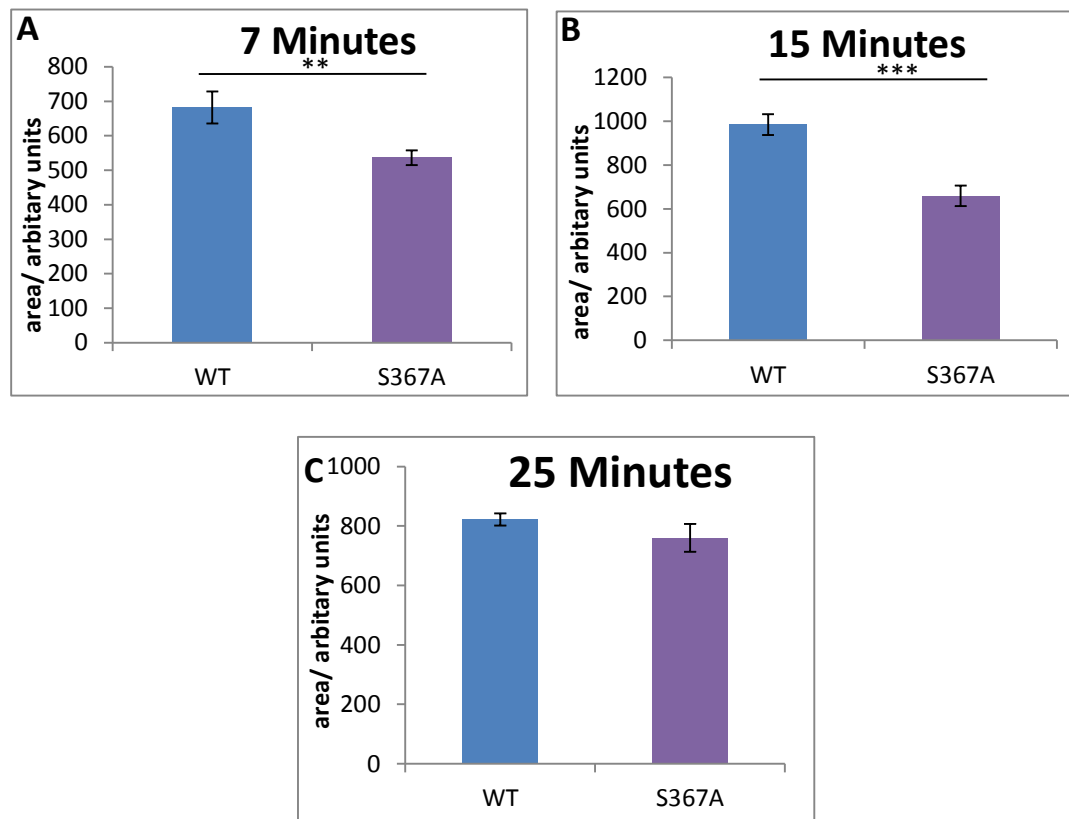 A
7 Minutes
**
area/ arbitary units
800
700
600
500
400
300
200
100
0
WT S367A
B
15 Minutes
***
area/ arbitary units
1200
1000
800
600
400
200
0
WT S367A
C
25 Minutes
area/ arbitary units
1000
800
600
400
200
0
WT S367A